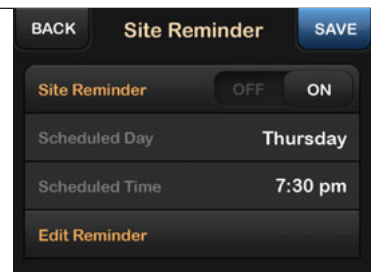 BACK Site Reminder SAVE
Site Reminder OFF ON
Scheduled Day Thursday
Scheduled Time 7:30 pm
Edit Reminder